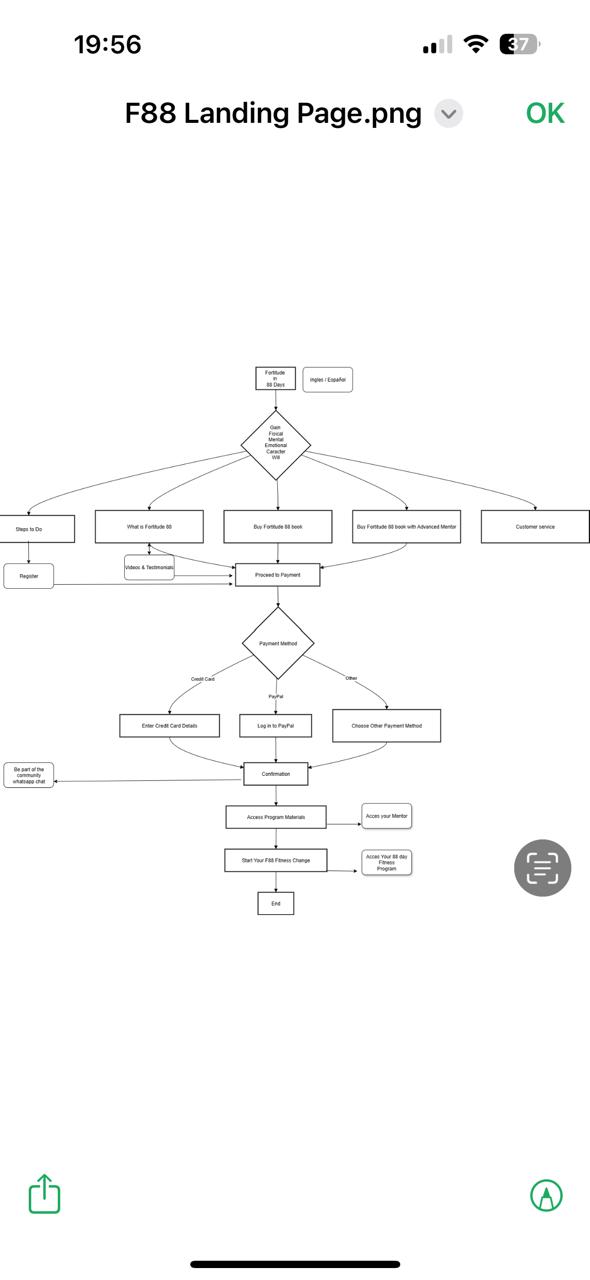 19:56
37
F88 Landing Page.png
OK
Fortitude
in
88 Days
Ingles / Español
Gain
Fisical
Mental
Emotional
Caracter
Will
Steps to Do
What is Fortitude 88
Buy Fortitude 88 book
Buy Fortitude 88 book with Advanced Mentor
Customer service
Videos & Testimonials
Register
Proceed to Payment
Payment Method
Credit Card
PayPal
Other
Enter Credit Card Details
Log in to PayPal
Choose Other Payment Method
Be part of the
community
whatsapp chat
Confirmation
Access Program Materials
Acces your Mentor
Start Your F88 Fitness Change
Acces Your 88 day
Fitness
Program
End